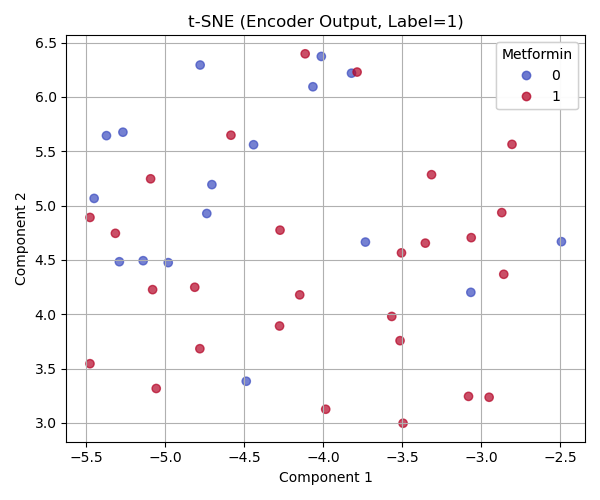 t-SNE (Encoder Output, Label=1)
Metformin
0
1
Component 2
6.5
6.0
5.5
5.0
4.5
4.0
3.5
3.0
−5.5 −5.0 −4.5 −4.0 −3.5 −3.0 −2.5
Component 1